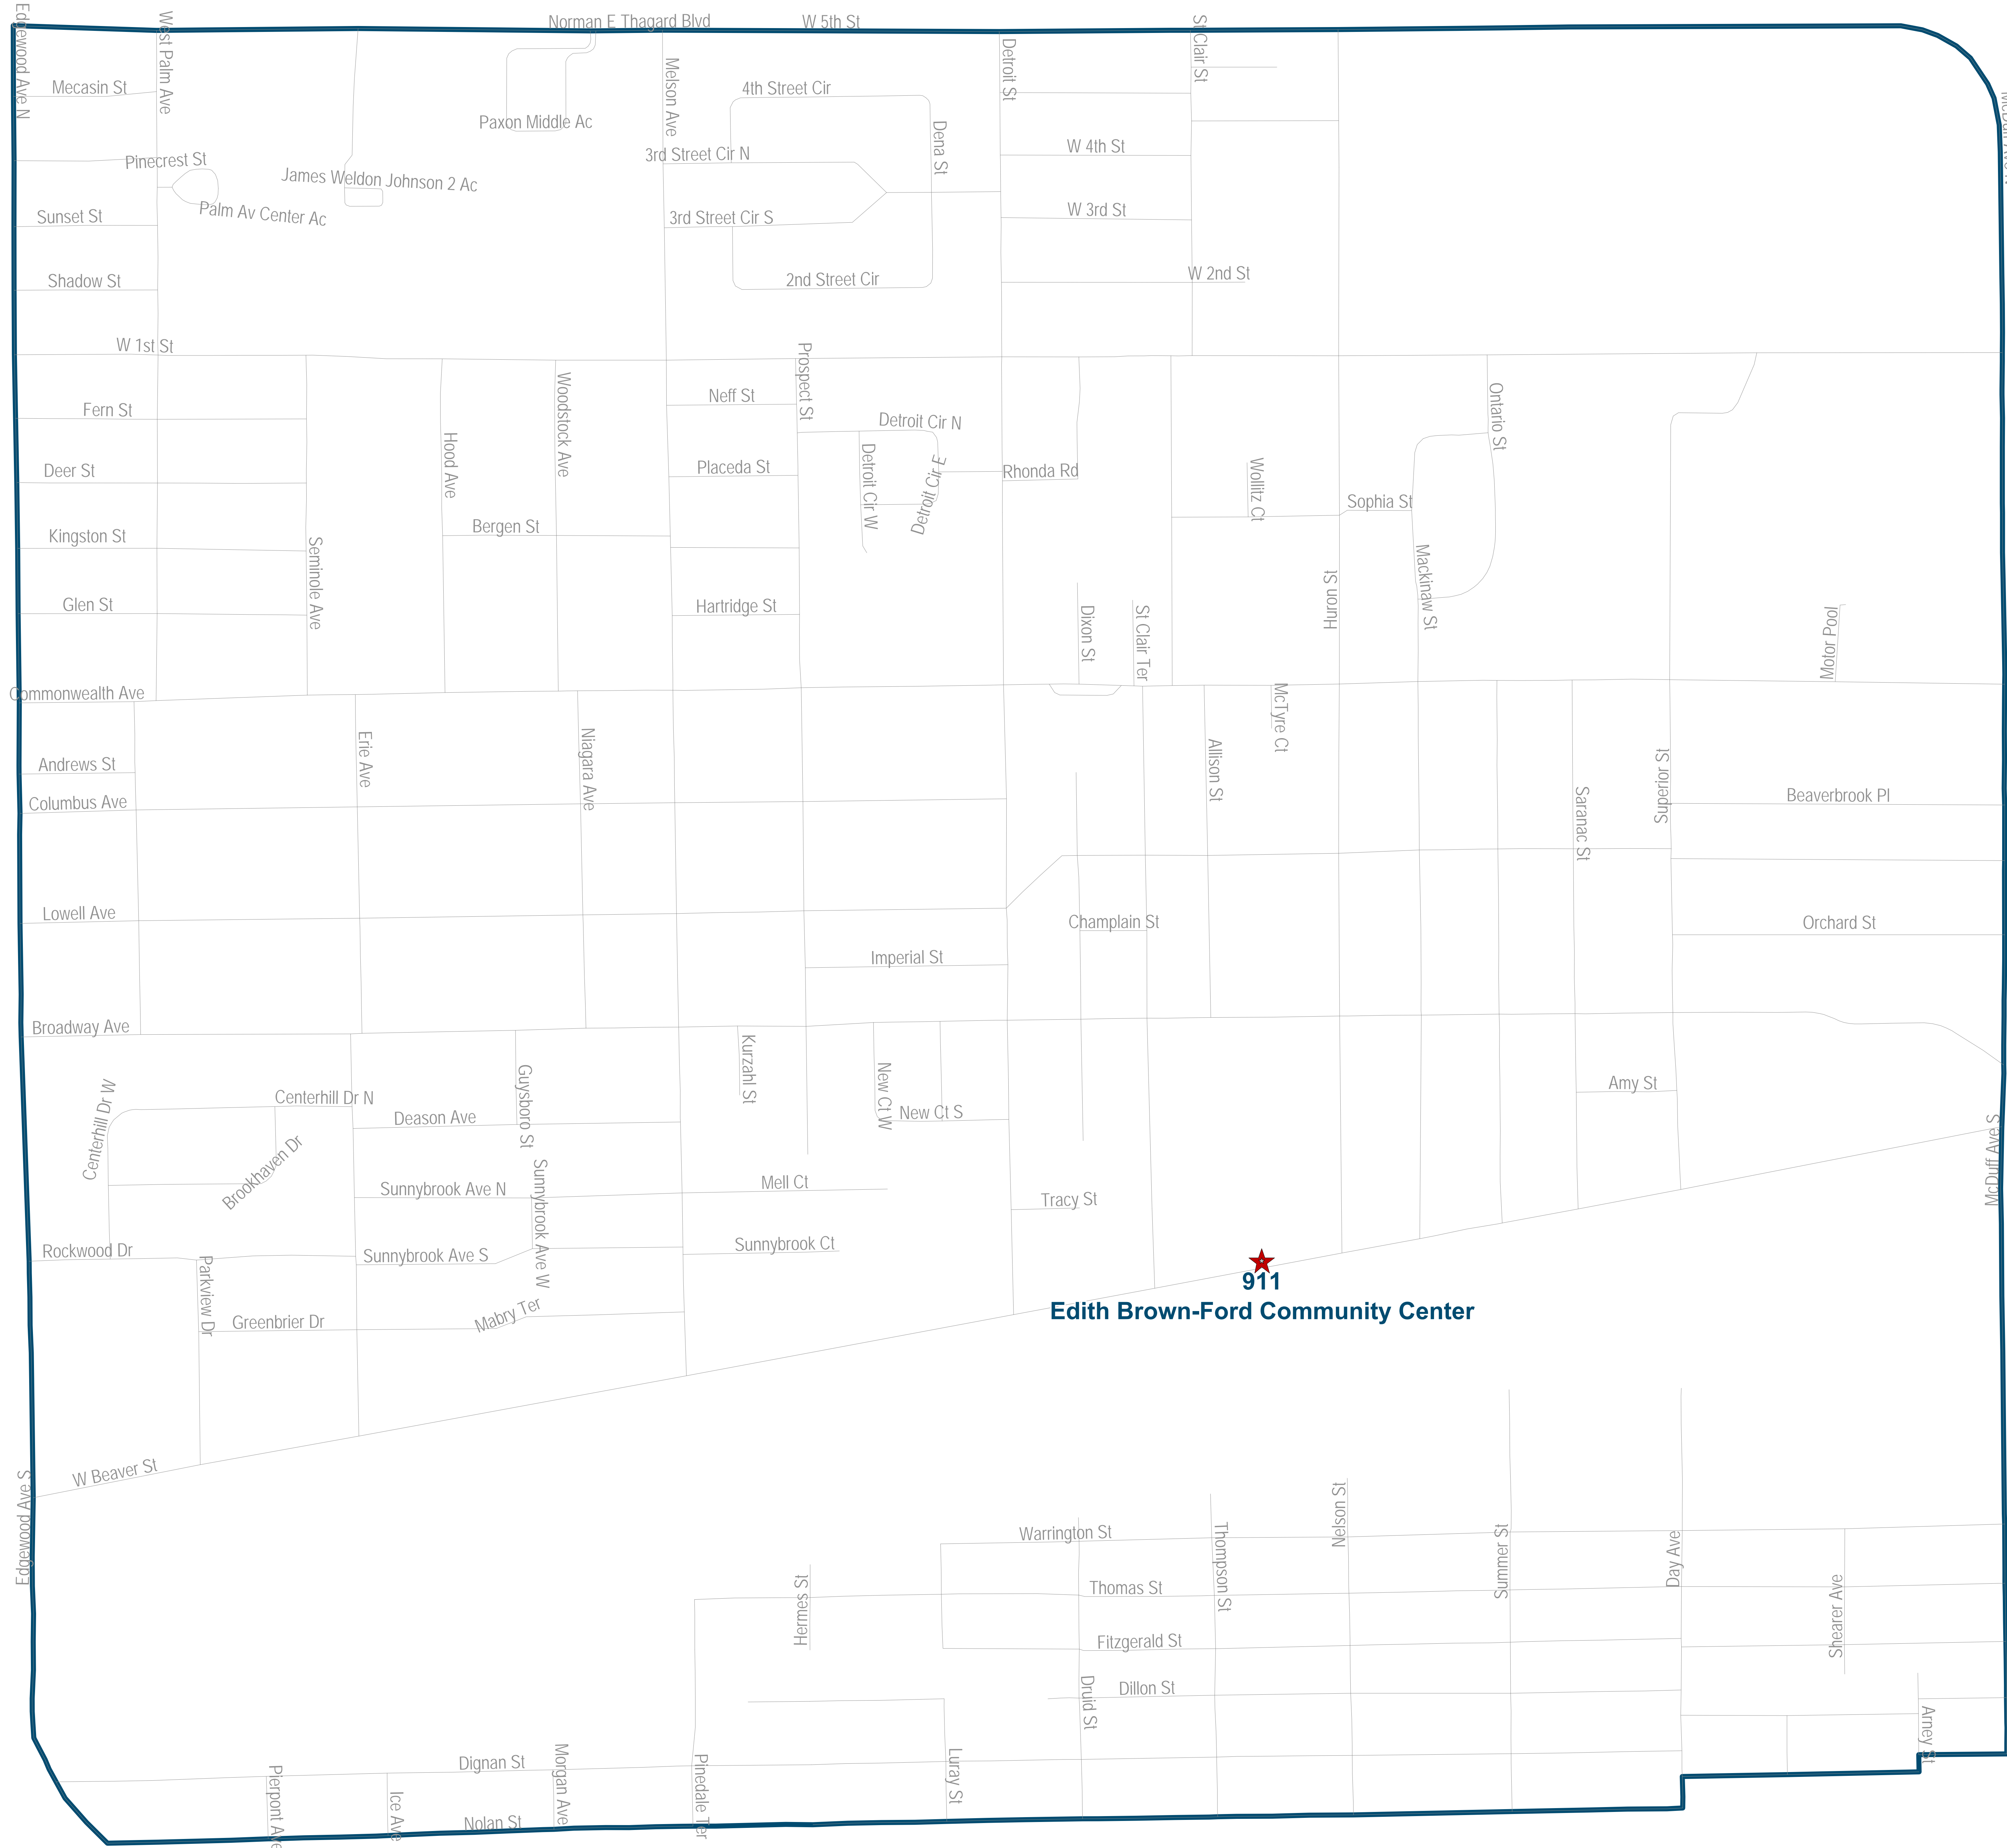 Edgewood Ave N
West Palm Ave
Norman E Thagard Blvd
W 5th St
St Clair St
Detroit St
Melson Ave
Mecasin St
4th Street Cir
Paxon Middle Ac
Dena St
Pinecrest St
3rd Street Cir N
W 4th St
James Weldon Johnson 2 Ac
Palm Av Center Ac
Sunset St
3rd Street Cir S
W 3rd St
Shadow St
2nd Street Cir
W 2nd St
W 1st St
Prospect St
Woodstock Ave
Neff St
Ontario St
Fern St
Detroit Cir N
Hood Ave
Deer St
Placeda St
Detroit Cir W
Detroit Cir E
Rhonda Rd
Wollitz Ct
Sophia St
Kingston St
Bergen St
Seminole Ave
Mackinaw St
Huron St
Glen St
Hartridge St
Dixon St
St Clair Ter
Motor Pool
Commonwealth Ave
McTyre Ct
Erie Ave
Niagara Ave
Allison St
Andrews St
Superior St
Columbus Ave
Saranac St
Beaverbrook Pl
Lowell Ave
Champlain St
Orchard St
Imperial St
Broadway Ave
Kurzahl St
Guysboro St
New Ct W
Centerhill Dr W
Centerhill Dr N
Amy St
Deason Ave
New Ct S
Brookhaven Dr
McDuff Ave S
Sunnybrook Ave N
Sunnybrook Ave W
Mell Ct
Tracy St
Rockwood Dr
Sunnybrook Ave S
Sunnybrook Ct
Parkview Dr
911
Edith Brown-Ford Community Center
Greenbrier Dr
Mabry Ter
W Beaver St
Edgewood Ave S
Nelson St
Warrington St
Thompson St
Summer St
Day Ave
Thomas St
Hermes St
Shearer Ave
Fitzgerald St
Druid St
Dillon St
Arney St
Dignan St
Morgan Ave
Pinedale Ter
Luray St
Pierpont Ave
Ice Ave
Nolan St